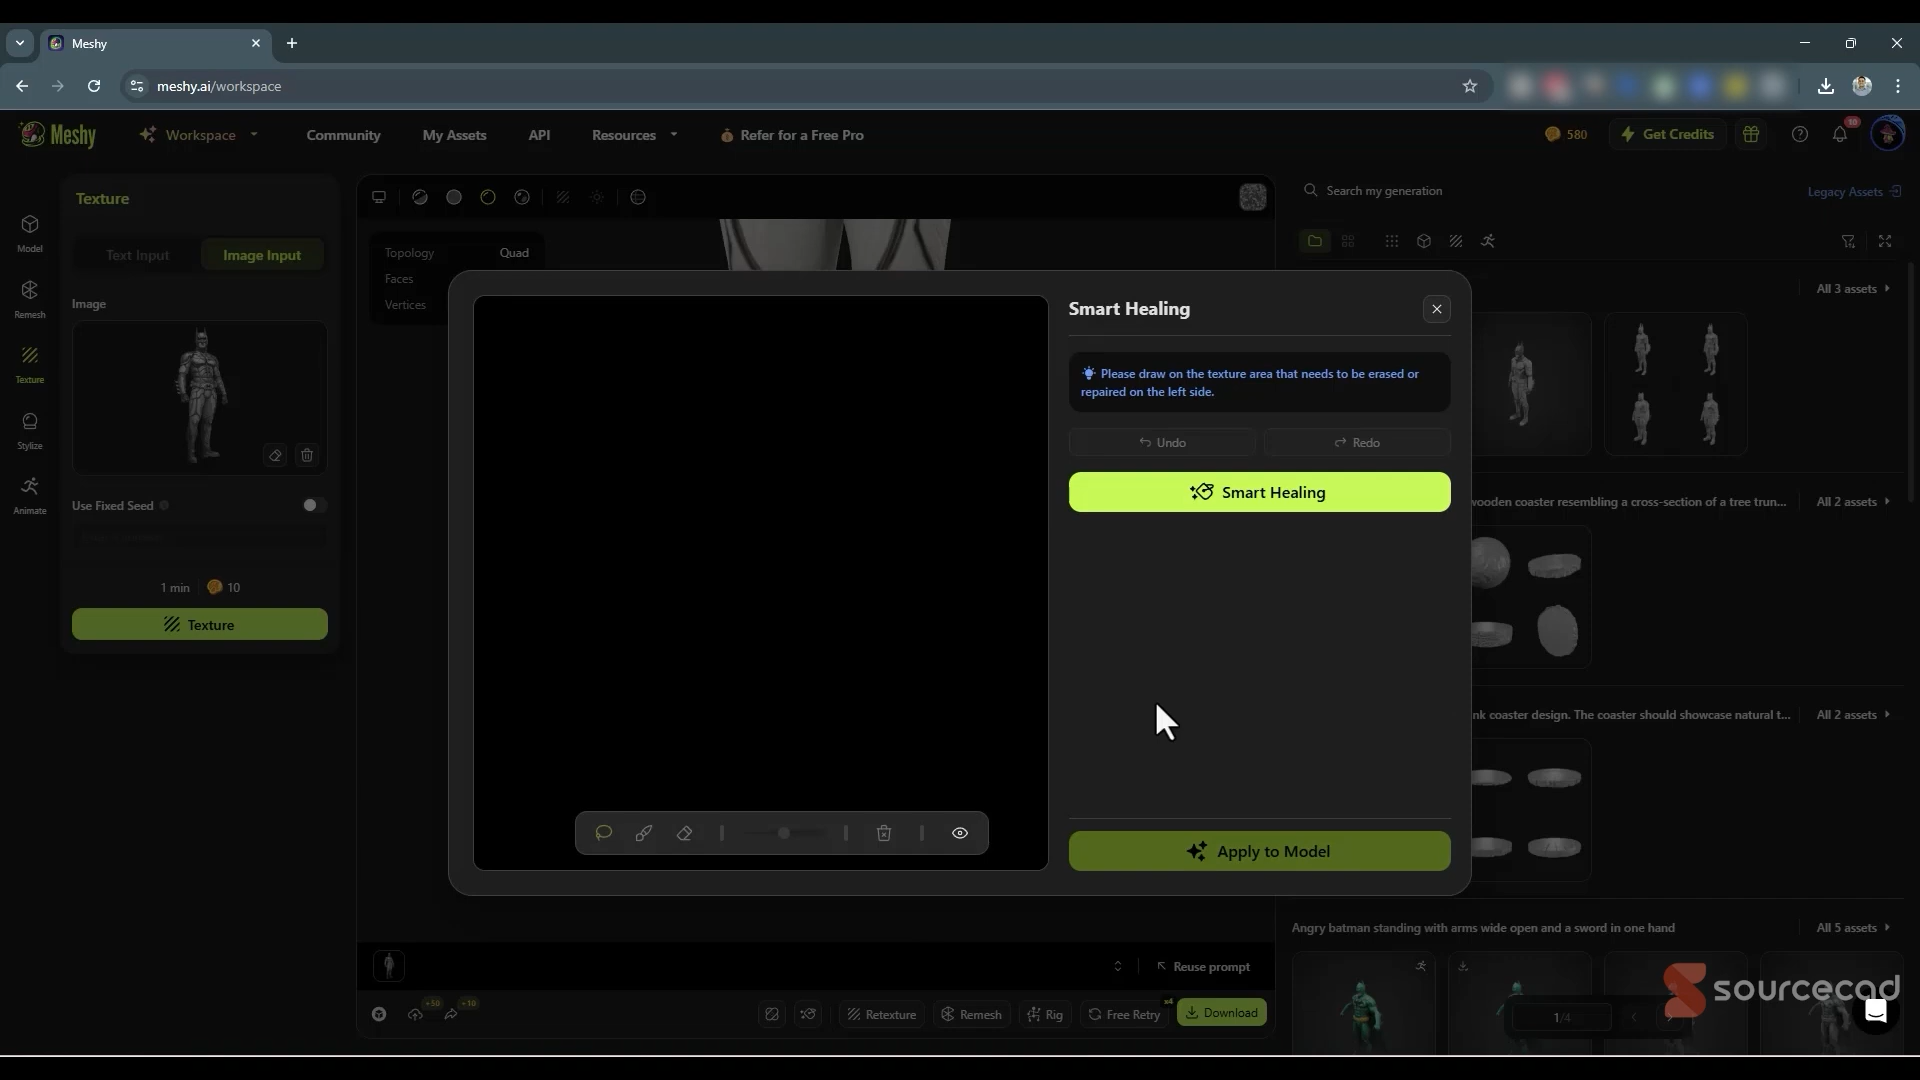 Meshy
meshy.ai/workspace
Meshy
Workspace
Community
My Assets
API
Resources
Refer for a Free Pro
580
Get Credits
10
Texture
Text Input
Image Input
Image
Use Fixed Seed
1 min
10
Texture
Model
Remesh
Texture
Stylize
Animate
Topology Quad
Faces
Vertices
Smart Healing
Please draw on the texture area that needs to be erased or
repaired on the left side.
Undo
Redo
Smart Healing
Apply to Model
Search my generation
Legacy Assets
All 3 assets
wooden coaster resembling a cross-section of a tree trun...
All 2 assets
nk coaster design. The coaster should showcase natural t...
All 2 assets
Angry batman standing with arms wide open and a sword in one hand
All 5 assets
1/4
Reuse prompt
+50
+10
Retexture
Remesh
Rig
Free Retry
x4
Download
sourcecad